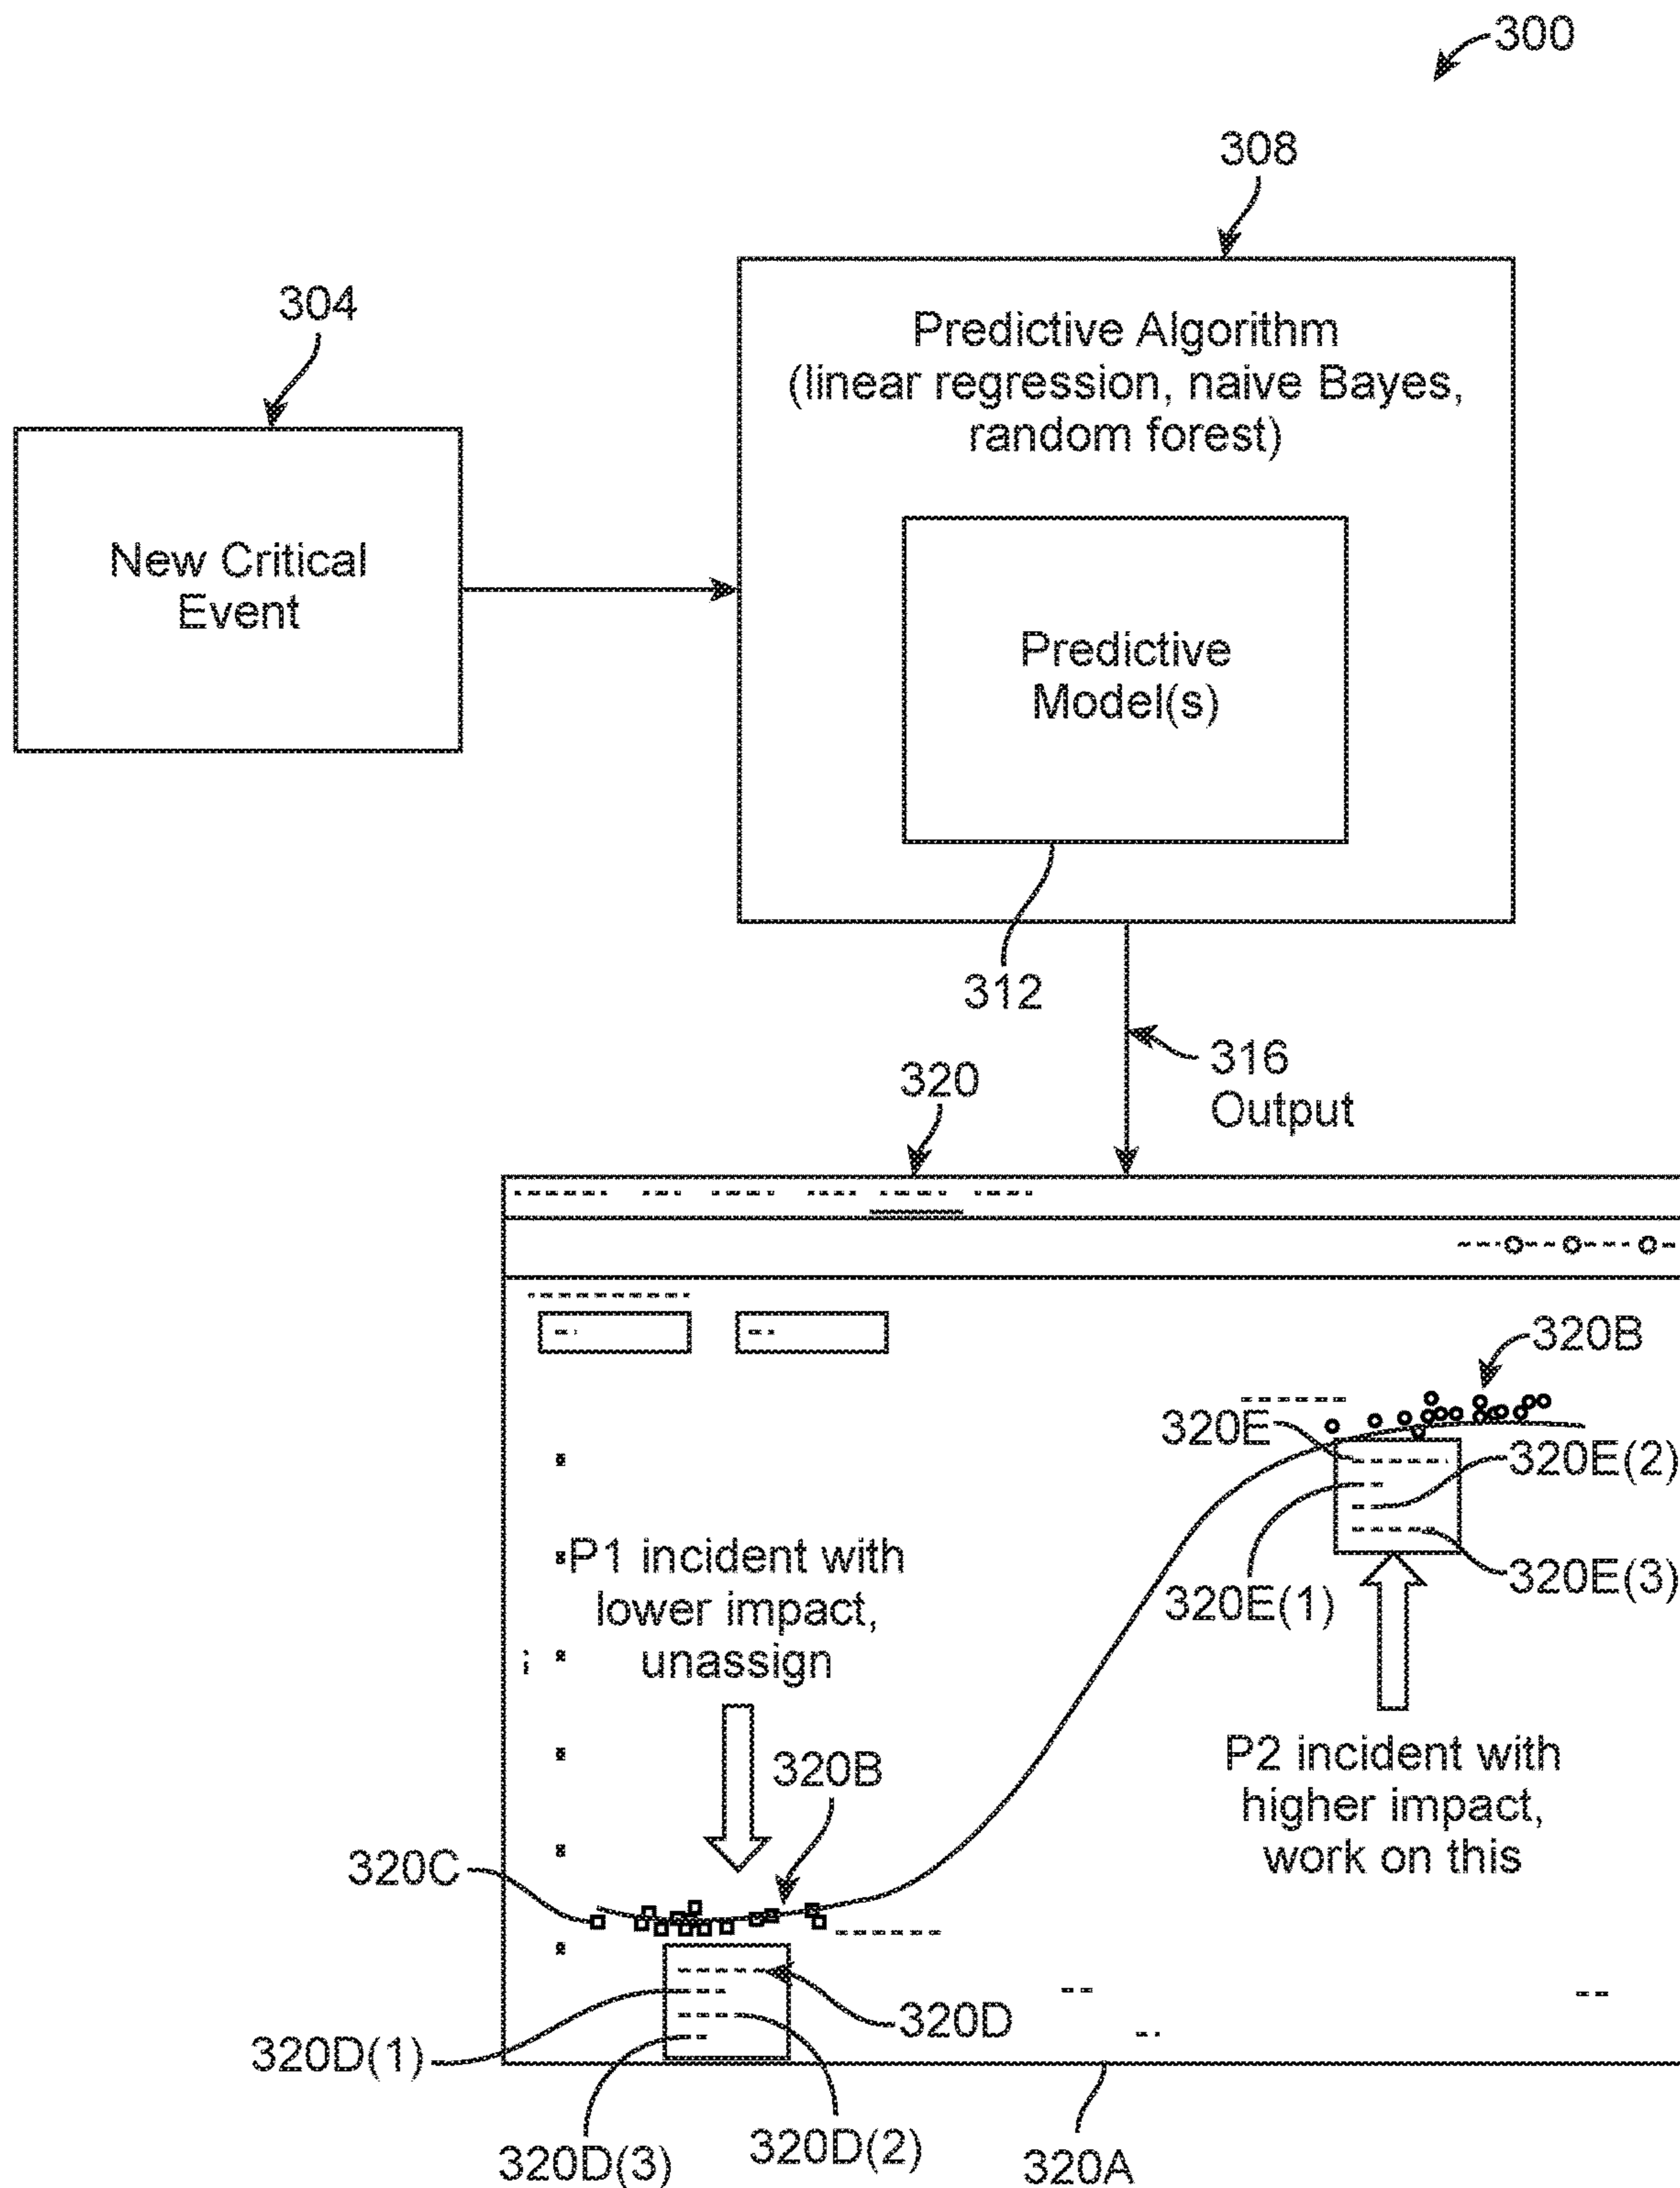 300
308
304
Predictive Algorithm
(linear regression, naive Bayes,
random forest)
New Critical
Event
Predictive
Model(s)
312
316
Output
320
320B
320E
320E(2)
P1 incident with
lower impact,
unassign
320E(1)
320E(3)
P2 incident with
higher impact,
work on this
320B
320C
320D
320D(1)
320D(3)
320D(2)
320A